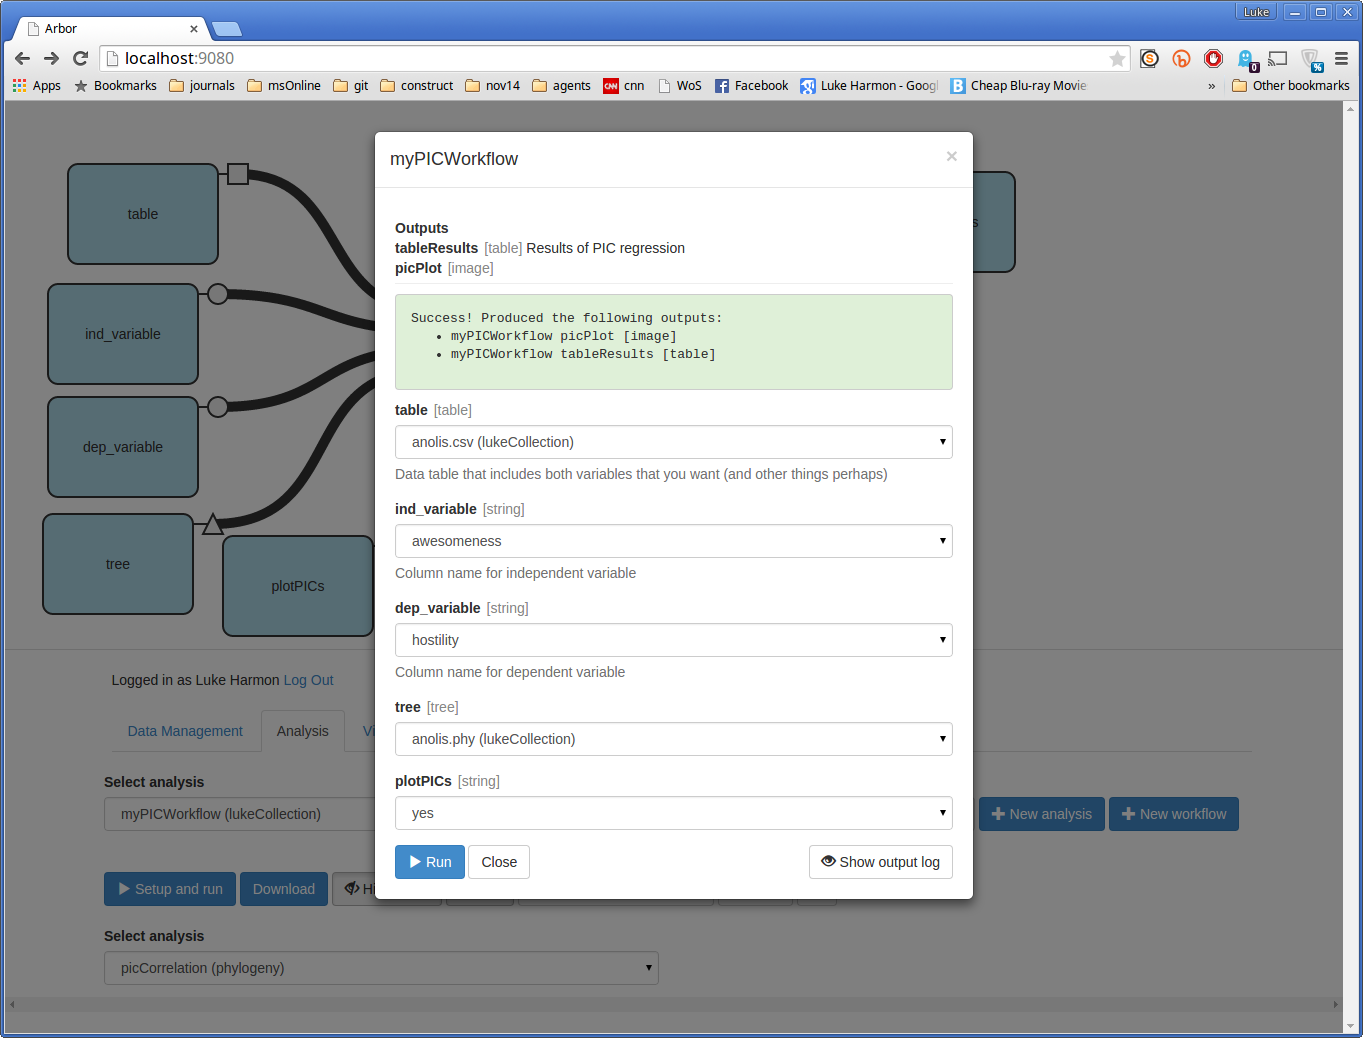 Luke
Arbor
localhost:9080
Apps Bookmarks journals msOnline git construct nov14 agents cnn WoS Facebook Luke Harmon - Googl Cheap Blu-ray Movie » Other bookmarks
myPICWorkflow ×
Outputs
tableResults [table] Results of PIC regression
picPlot [image]
Success! Produced the following outputs:
• myPICWorkflow picPlot [image]
• myPICWorkflow tableResults [table]
table [table]
anolis.csv (lukeCollection)
Data table that includes both variables that you want (and other things perhaps)
ind_variable [string]
awesomeness
Column name for independent variable
dep_variable [string]
hostility
Column name for dependent variable
tree [tree]
anolis.phy (lukeCollection)
plotPICs [string]
yes
Run Close Show output log
table
ind_variable
dep_variable
tree
plotPICs
s
Logged in as Luke Harmon Log Out
Data Management Analysis Vi
Select analysis
myPICWorkflow (lukeCollection)
New analysis New workflow
Setup and run Download Hi
Select analysis
picCorrelation (phylogeny)